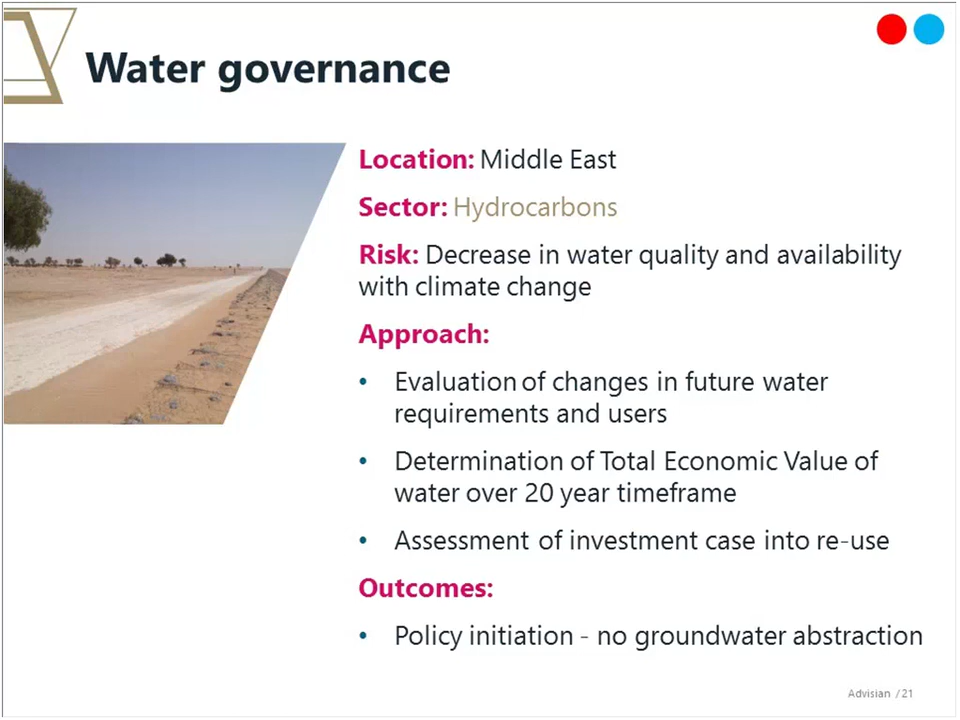 Water governance
Location: Middle East
Sector: Hydrocarbons
Risk: Decrease in water quality and availability
with climate change
Approach:
• Evaluation of changes in future water
requirements and users
• Determination of Total Economic Value of
water over 20 year timeframe
• Assessment of investment case into re-use
Outcomes:
• Policy initiation - no groundwater abstraction
Advisian / 21